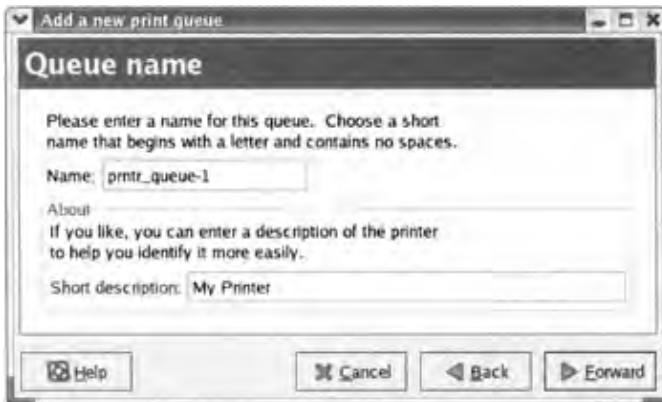 Add a new print queue
Queue name
Please enter a name for this queue. Choose a short
name that begins with a letter and contains no spaces.
Name: prntr_queue-1
About
If you like, you can enter a description of the printer
to help you identify it more easily.
Short description: My Printer
Help Cancel Back Forward